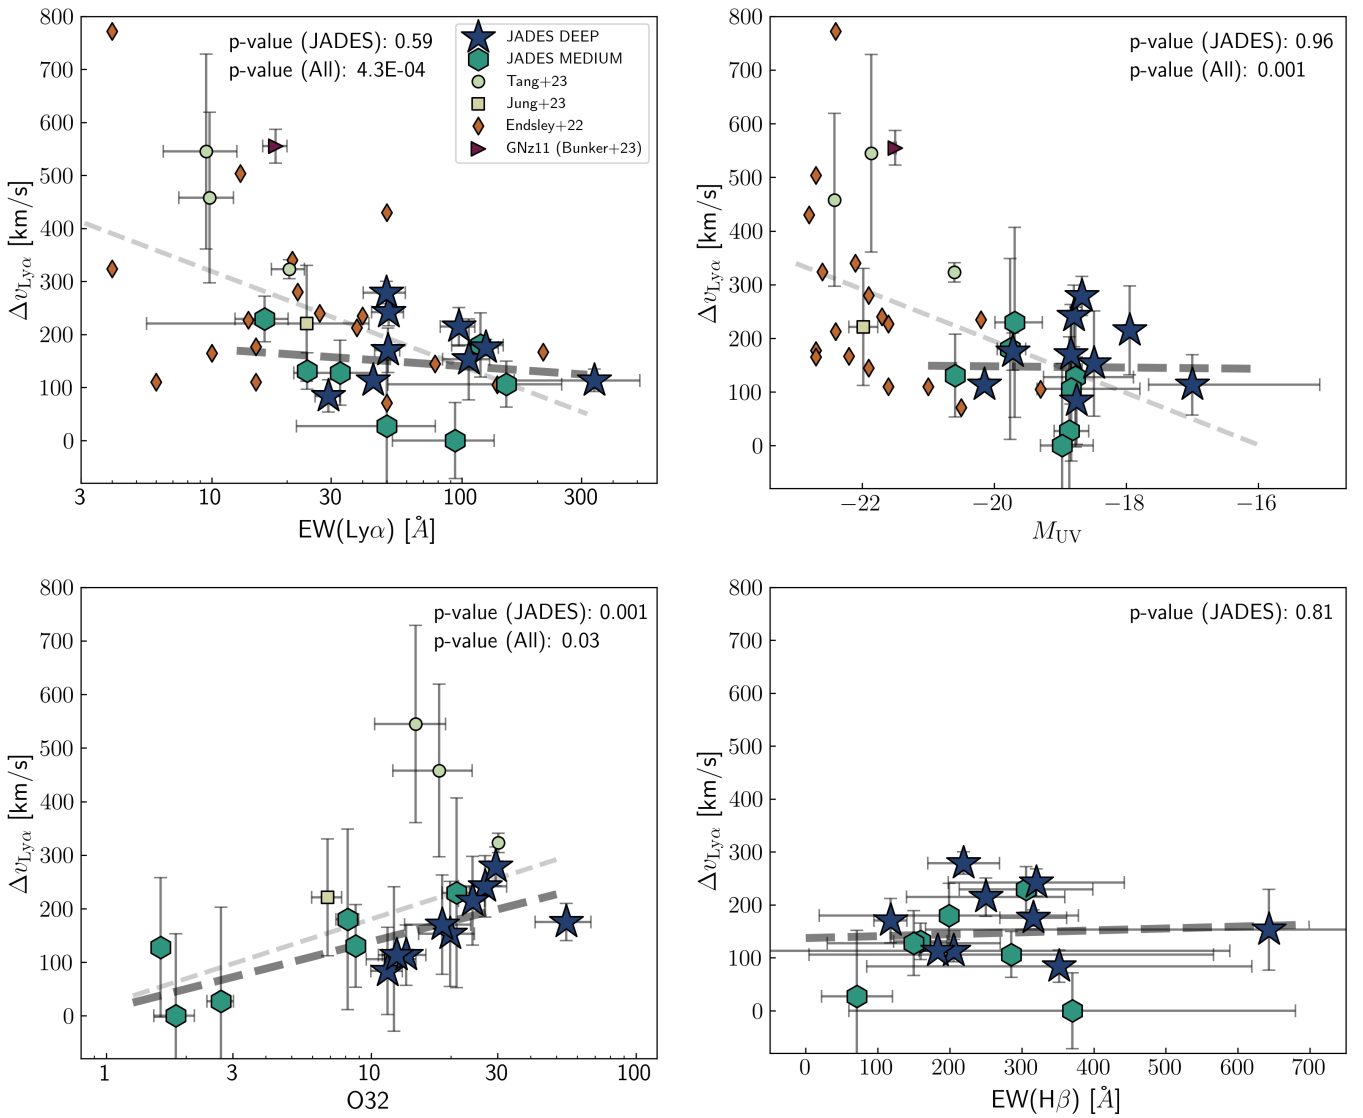 800
700
600
500
400
300
200
100
0
Δv_Lyα [km/s]
p-value (JADES): 0.59
p-value (All): 4.3E-04
JADES DEEP
JADES MEDIUM
Tang+23
Jung+23
Endsley+22
GNz11 (Bunker+23)
3 10 30 100 300
EW(Lyα) [Å]
800
700
600
500
400
300
200
100
0
Δv_Lyα [km/s]
p-value (JADES): 0.96
p-value (All): 0.001
−22 −20 −18 −16
M_UV
800
700
600
500
400
300
200
100
0
Δv_Lyα [km/s]
p-value (JADES): 0.001
p-value (All): 0.03
1 3 10 30 100
O32
800
700
600
500
400
300
200
100
0
Δv_Lyα [km/s]
p-value (JADES): 0.81
0 100 200 300 400 500 600 700
EW(Hβ) [Å]